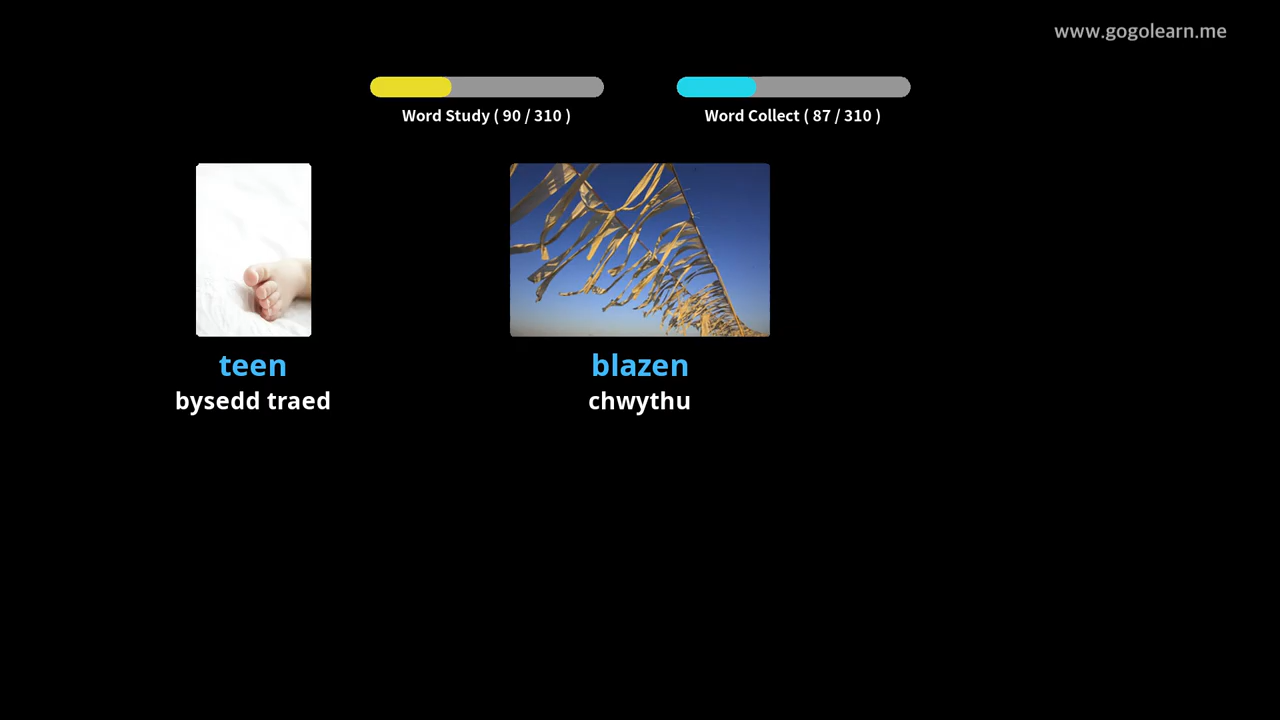 www.gogolearn.me
Word Study ( 90 / 310 )
Word Collect ( 87 / 310 )
teen
bysedd traed
blazen
chwythu